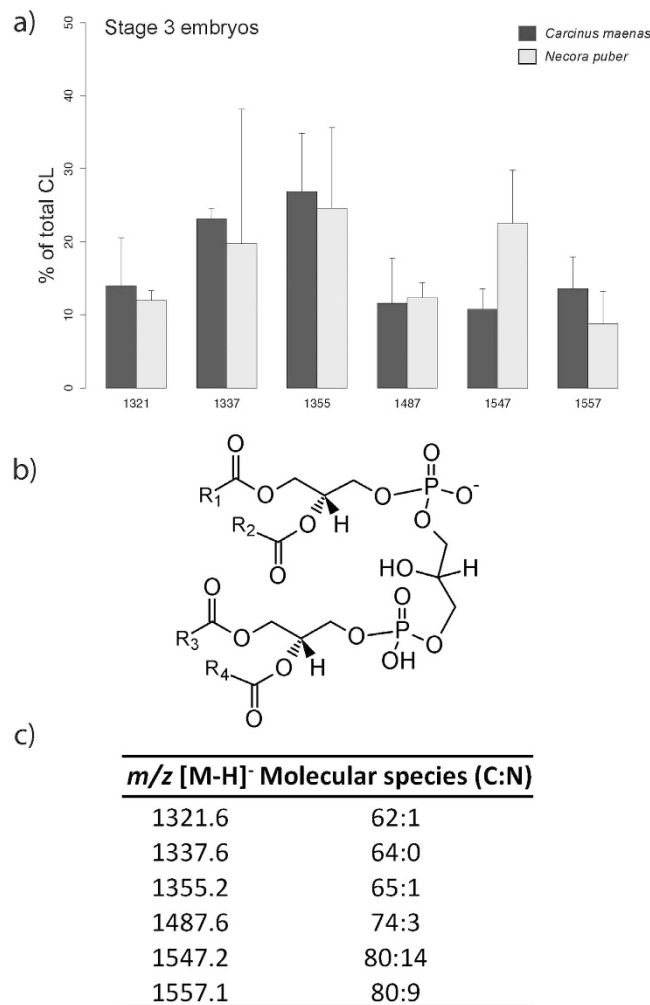 a)
Stage 3 embryos
Carcinus maenas
Necora puber
% of total CL
50
40
30
20
10
0
1321 1337 1355 1487 1547 1557
b)
O
R1 O
R2 O H
O
O P O-
O
O
HO H
O
R3 O
R4 O H
O
O P O
O
OH
c)
m/z [M-H]- Molecular species (C:N)
1321.6 62:1
1337.6 64:0
1355.2 65:1
1487.6 74:3
1547.2 80:14
1557.1 80:9